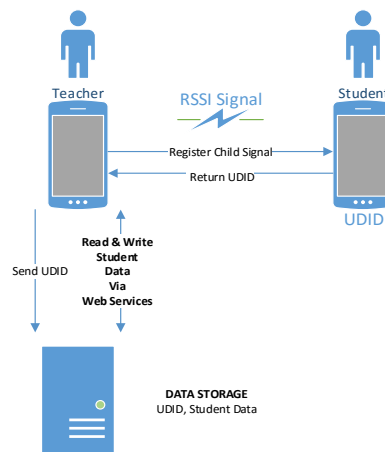 Teacher
Student
RSSI Signal
Register Child Signal
Return UDID
UDID
Send UDID
Read & Write
Student
Data
Via
Web Services
DATA STORAGE
UDID, Student Data